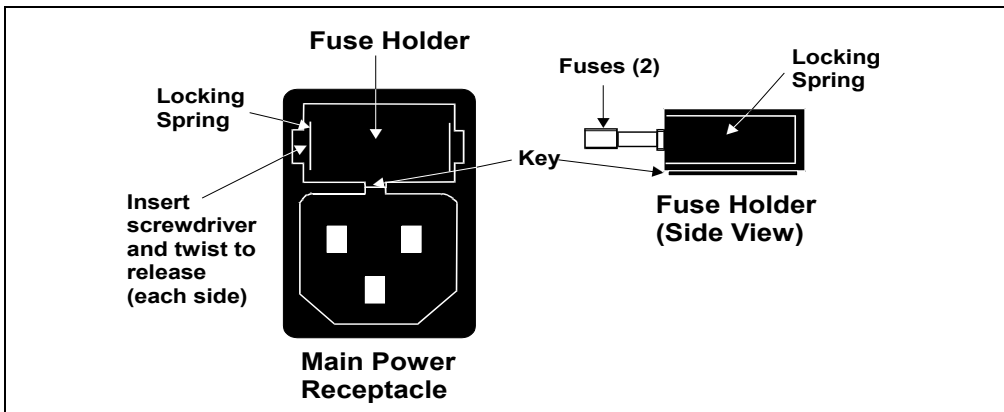 Fuse Holder
Locking
Spring
Insert
screwdriver
and twist to
release
(each side)
Key
Main Power
Receptacle
Fuses (2)
Locking
Spring
Fuse Holder
(Side View)